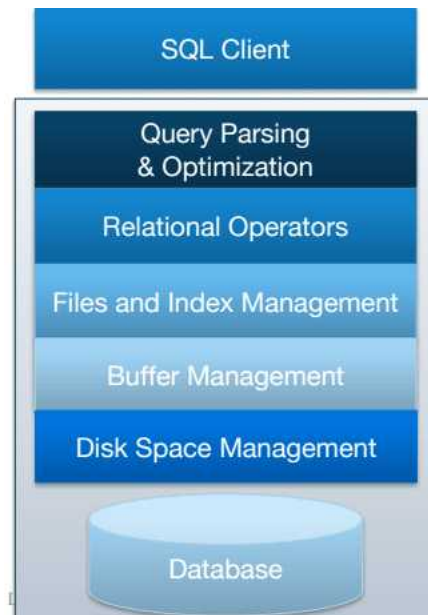 SQL Client
Query Parsing
& Optimization
Relational Operators
Files and Index Management
Buffer Management
Disk Space Management
Database